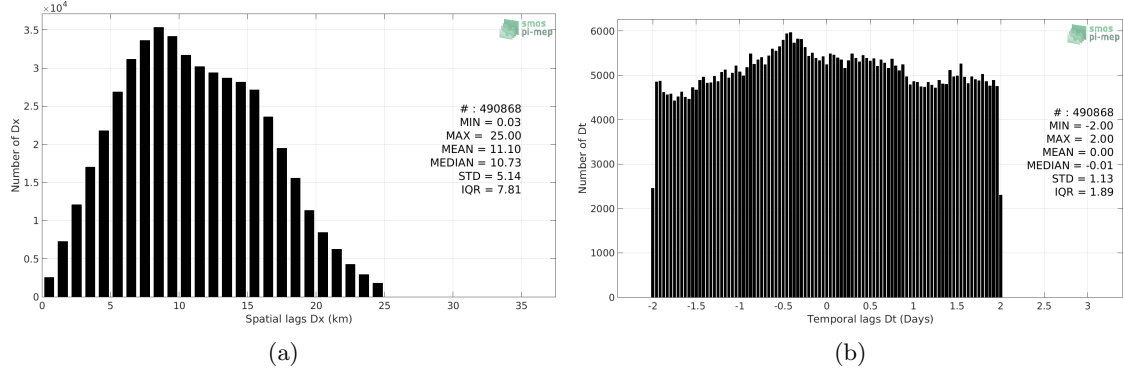 ×10⁴
3.5
3
2.5
2
1.5
1
0.5
0
Number of Dx
0 5 10 15 20 25 30 35
Spatial lags Dx (km)
smos
pi-mep
# : 490868
MIN = 0.03
MAX = 25.00
MEAN = 11.10
MEDIAN = 10.73
STD = 5.14
IQR = 7.81
(a)
6000
5000
4000
3000
2000
1000
0
Number of Dt
-2 -1.5 -1 -0.5 0 0.5 1 1.5 2 2.5 3
Temporal lags Dt (Days)
smos
pi-mep
# : 490868
MIN = -2.00
MAX = 2.00
MEAN = 0.00
MEDIAN = -0.01
STD = 1.13
IQR = 1.89
(b)